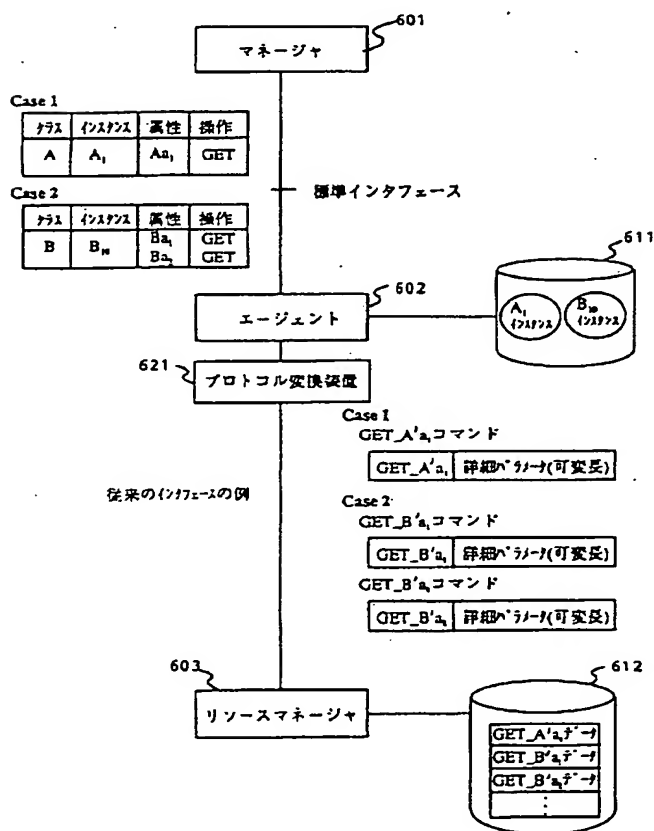 601
マネージャ
Case 1
クラス インスタンス 属性 操作
A A₁ Aa₁ GET
Case 2
クラス インスタンス 属性 操作
B B₁₀ Ba₁ GET
Ba₂ GET
標準インタフェース
602
エージェント
611
A₁ インスタンス
B₁₀ インスタンス
621
プロトコル変換装置
Case 1
GET_A'a₁コマンド
GET_A'a₁ 詳細パラメータ(可変長)
従来のインタフェースの例
Case 2
GET_B'a₁コマンド
GET_B'a₁ 詳細パラメータ(可変長)
GET_B'a コマンド
GET_B'a 詳細パラメータ(可変長)
603
リソースマネージャ
612
GET_A'a₁データ
GET_B'a₁データ
GET_B'a データ
⋮